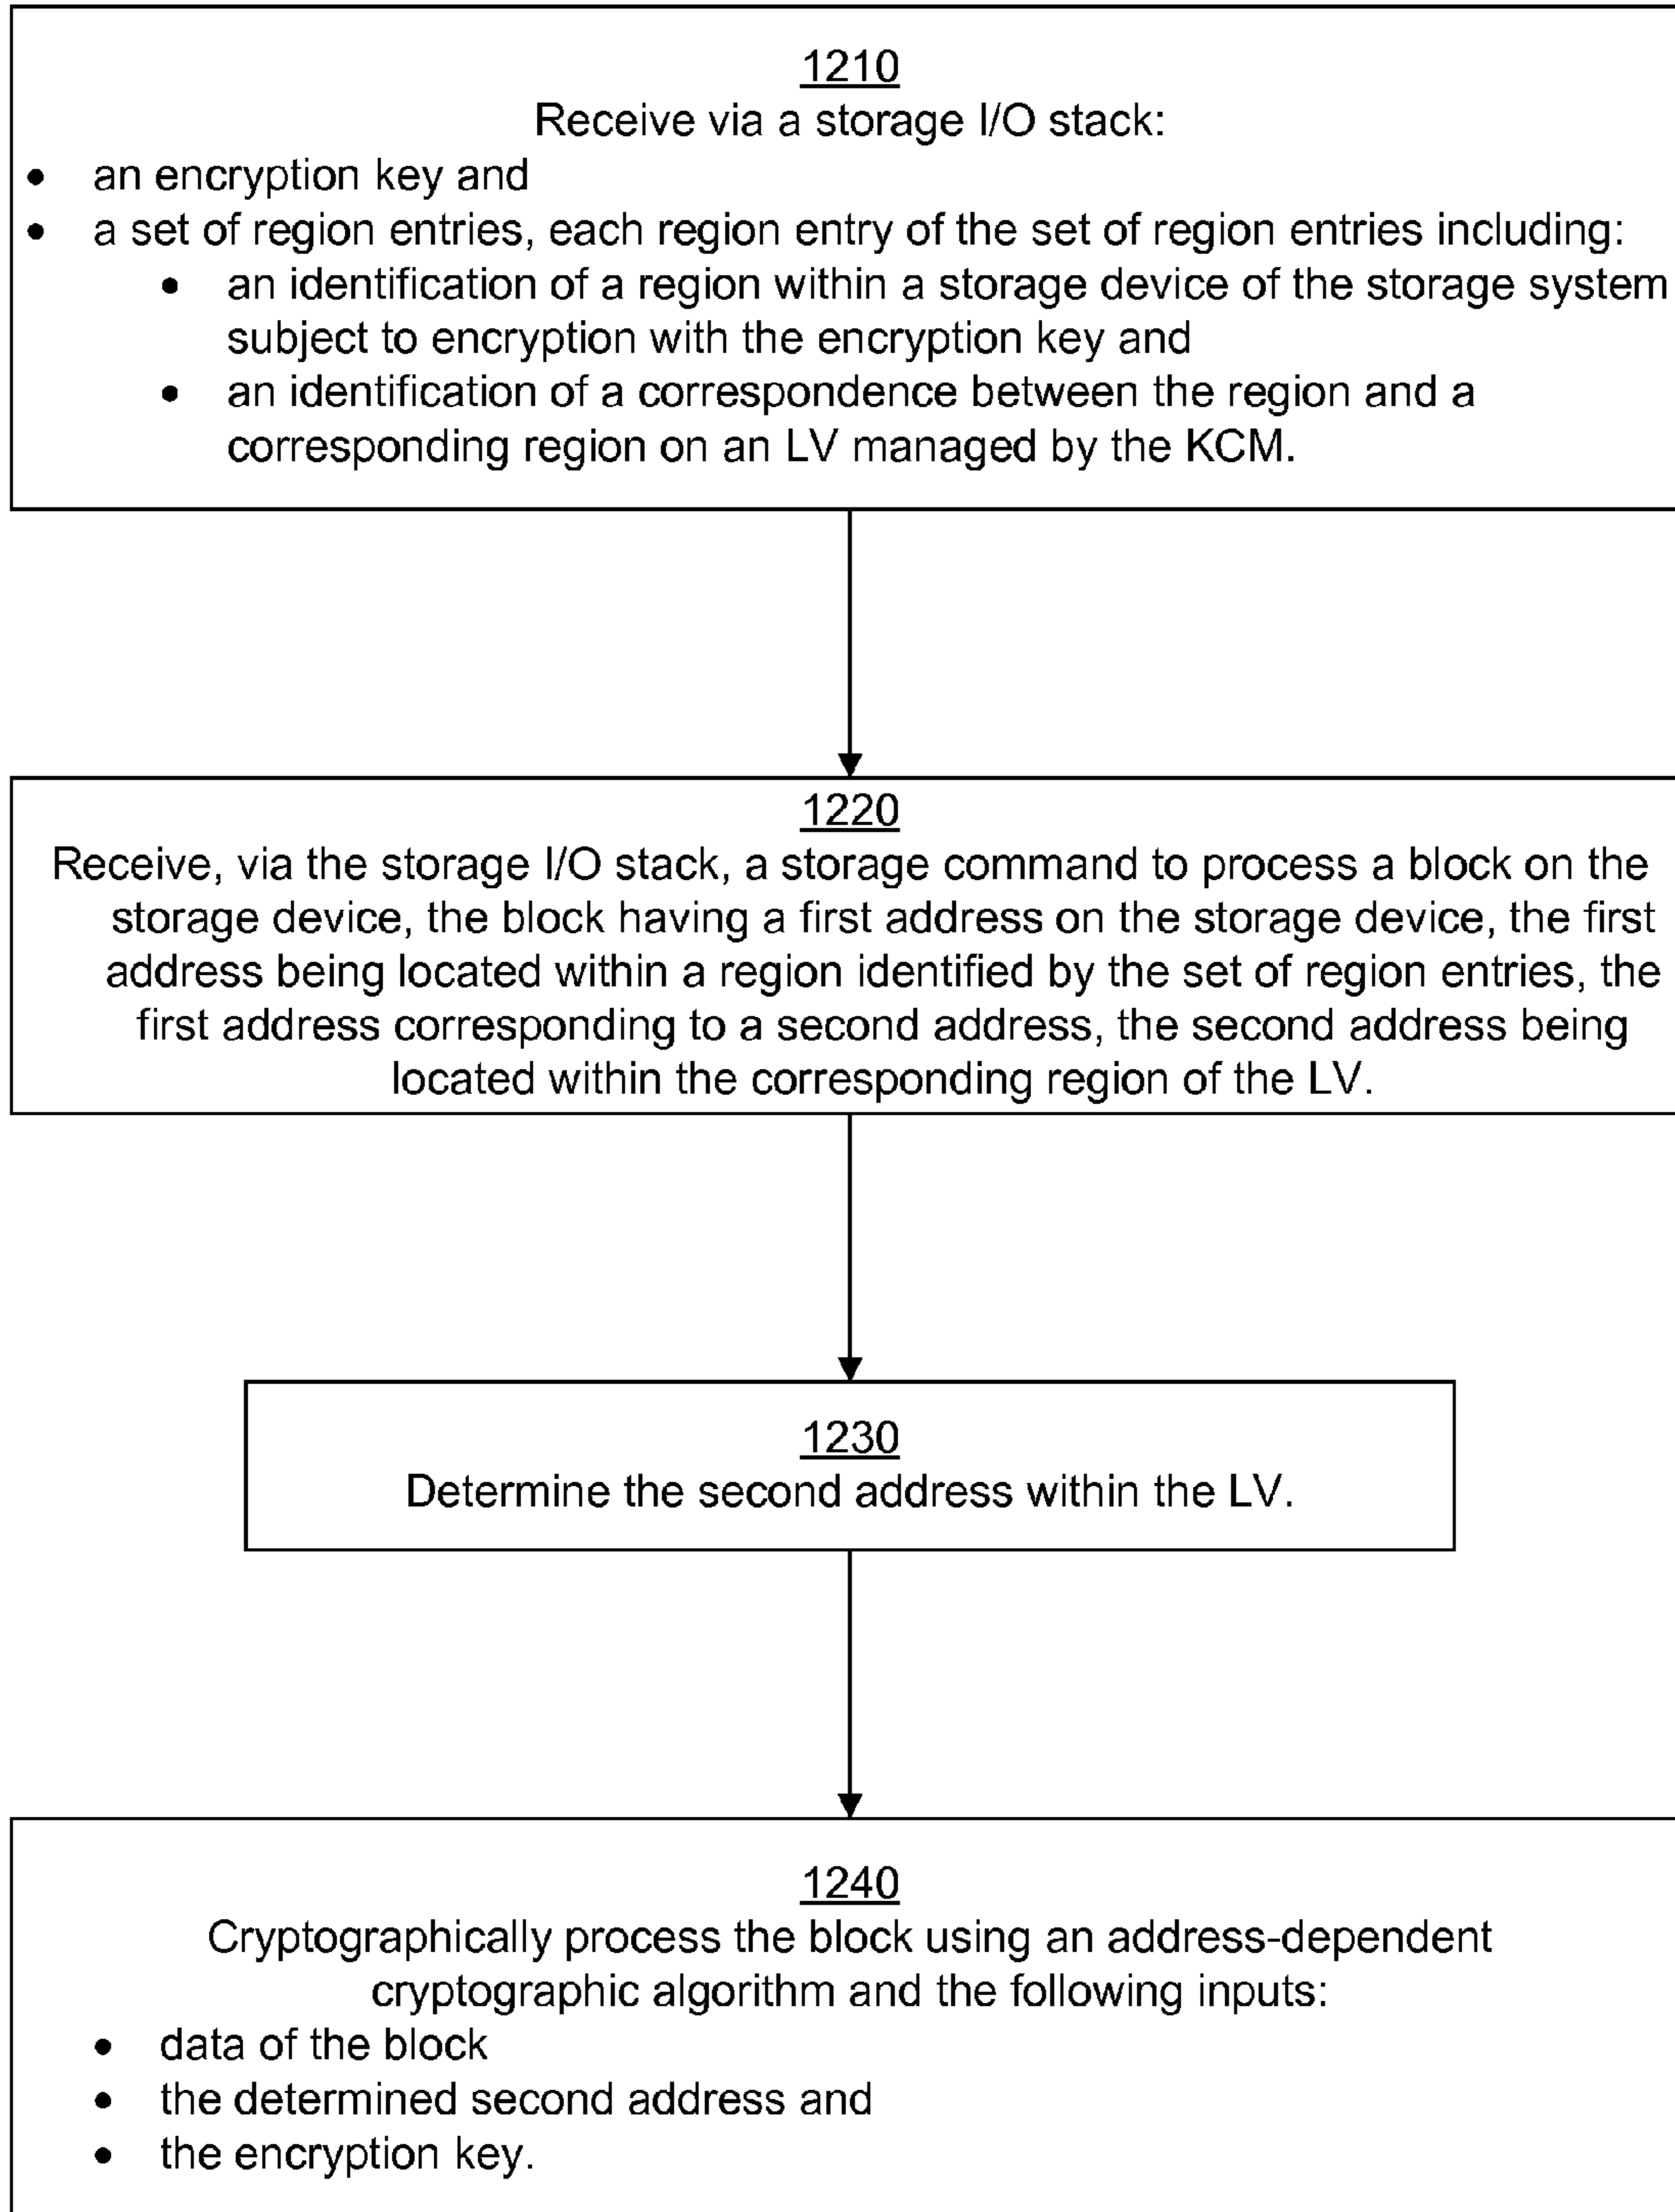 1210
Receive via a storage I/O stack:
• an encryption key and
• a set of region entries, each region entry of the set of region entries including:
• an identification of a region within a storage device of the storage system
subject to encryption with the encryption key and
• an identification of a correspondence between the region and a
corresponding region on an LV managed by the KCM.
1220
Receive, via the storage I/O stack, a storage command to process a block on the
storage device, the block having a first address on the storage device, the first
address being located within a region identified by the set of region entries, the
first address corresponding to a second address, the second address being
located within the corresponding region of the LV.
1230
Determine the second address within the LV.
1240
Cryptographically process the block using an address-dependent
cryptographic algorithm and the following inputs:
• data of the block
• the determined second address and
• the encryption key.